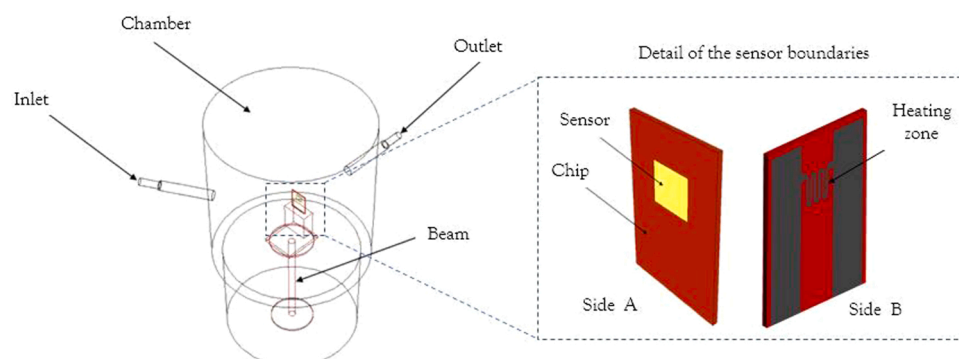 Chamber
Outlet
Inlet
Beam
Detail of the sensor boundaries
Sensor
Chip
Heating
zone
Side A
Side B